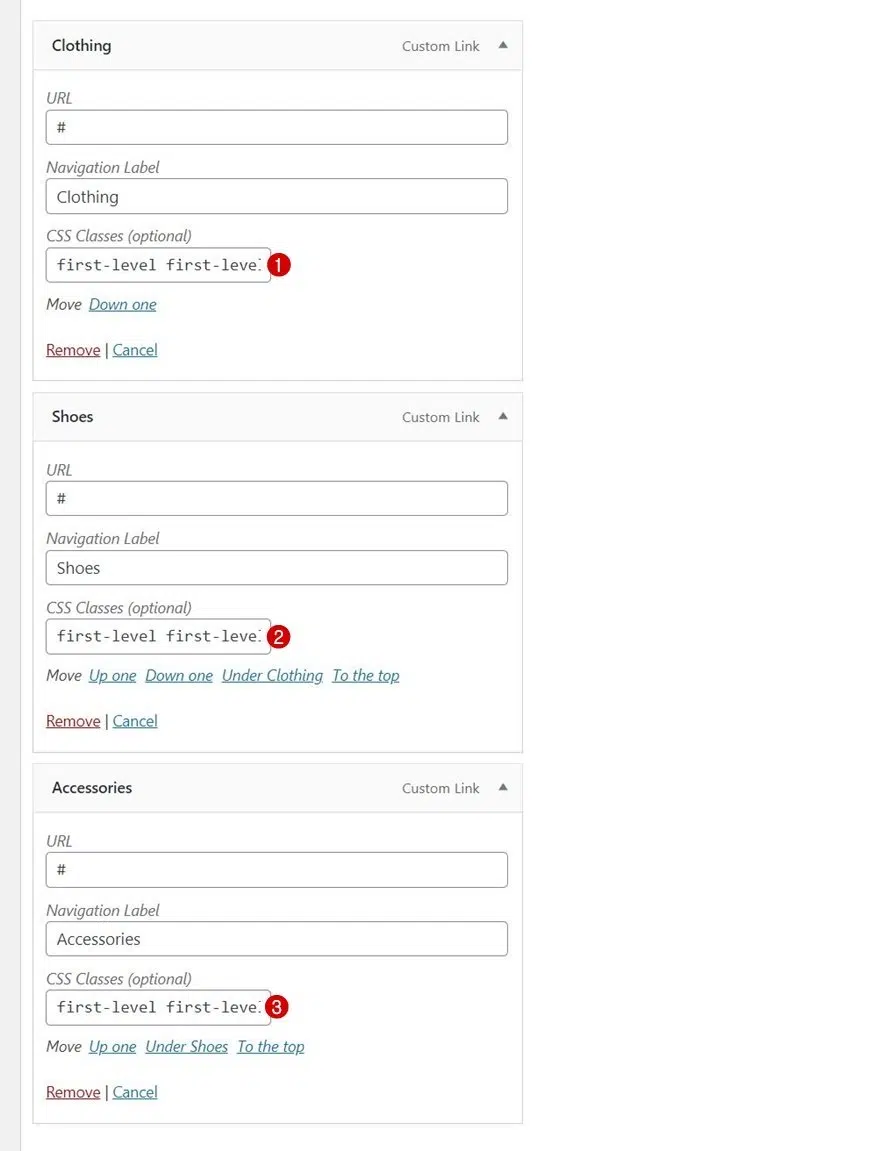 Clothing Custom Link ▲
URL
#
Navigation Label
Clothing
CSS Classes (optional)
first-level first-level 1
Move Down one
Remove | Cancel
Shoes Custom Link ▲
URL
#
Navigation Label
Shoes
CSS Classes (optional)
first-level first-level 2
Move Up one Down one Under Clothing To the top
Remove | Cancel
Accessories Custom Link ▲
URL
#
Navigation Label
Accessories
CSS Classes (optional)
first-level first-level 3
Move Up one Under Shoes To the top
Remove | Cancel